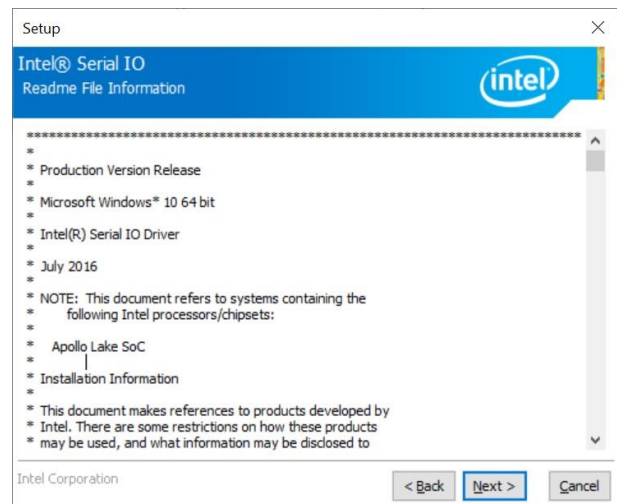 Setup
Intel® Serial IO
Readme File Information
intel
*******************************************************************************
*
* Production Version Release
*
* Microsoft Windows* 10 64 bit
*
* Intel(R) Serial IO Driver
*
* July 2016
*
* NOTE: This document refers to systems containing the
* following Intel processors/chipsets:
*
* Apollo Lake SoC
*
* Installation Information
*
* This document makes references to products developed by
* Intel. There are some restrictions on how these products
* may be used, and what information may be disclosed to
Intel Corporation
< Back Next > Cancel